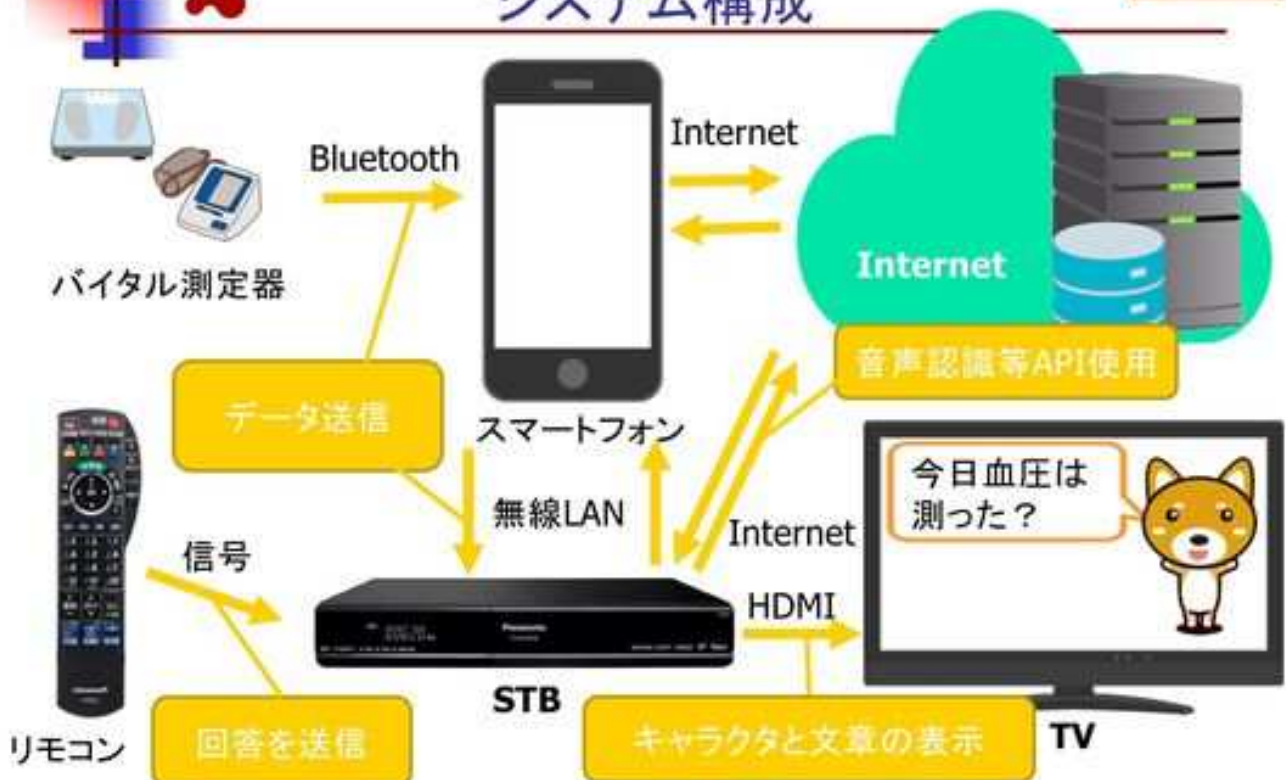 システム構成
Internet
Bluetooth
バイタル測定器
Internet
音声認識等API使用
データ送信
スマートフォン
今日血圧は
測った?
無線LAN
Internet
信号
HDMI
Panasonic
STB
TV
リモコン
回答を送信
キャラクタと文章の表示